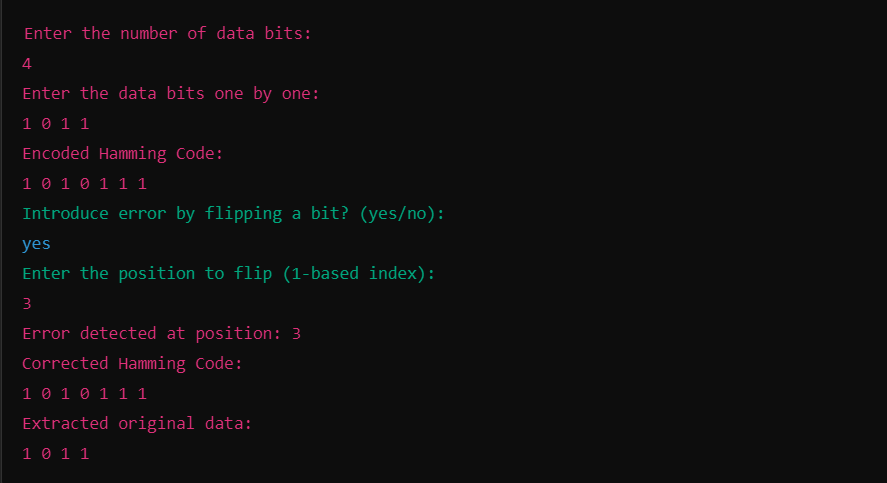 Enter the number of data bits:
4
Enter the data bits one by one:
1 0 1 1
Encoded Hamming Code:
1 0 1 0 1 1 1
Introduce error by flipping a bit? (yes/no):
yes
Enter the position to flip (1-based index):
3
Error detected at position: 3
Corrected Hamming Code:
1 0 1 0 1 1 1
Extracted original data:
1 0 1 1